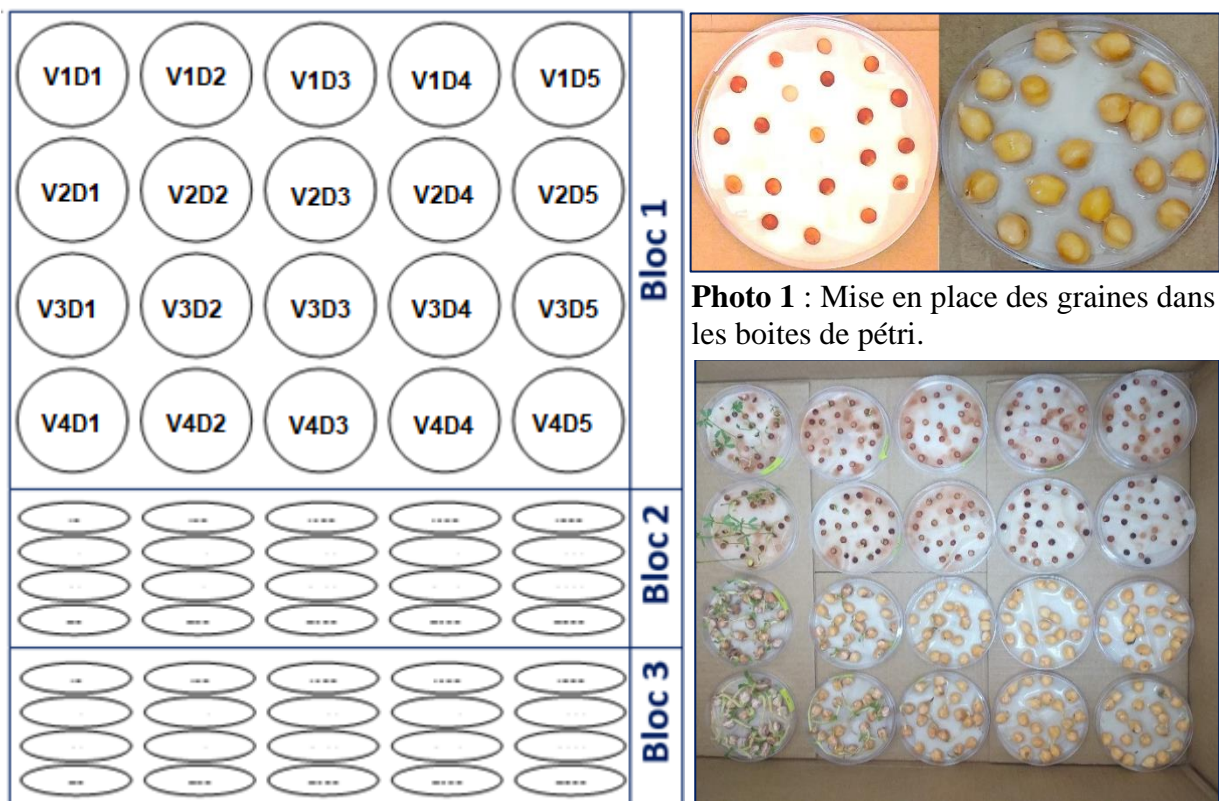 V1D1 V1D2 V1D3 V1D4 V1D5
V2D1 V2D2 V2D3 V2D4 V2D5
V3D1 V3D2 V3D3 V3D4 V3D5
V4D1 V4D2 V4D3 V4D4 V4D5
Bloc 1
Bloc 2
Bloc 3
Photo 1 : Mise en place des graines dans
les boites de pétri.